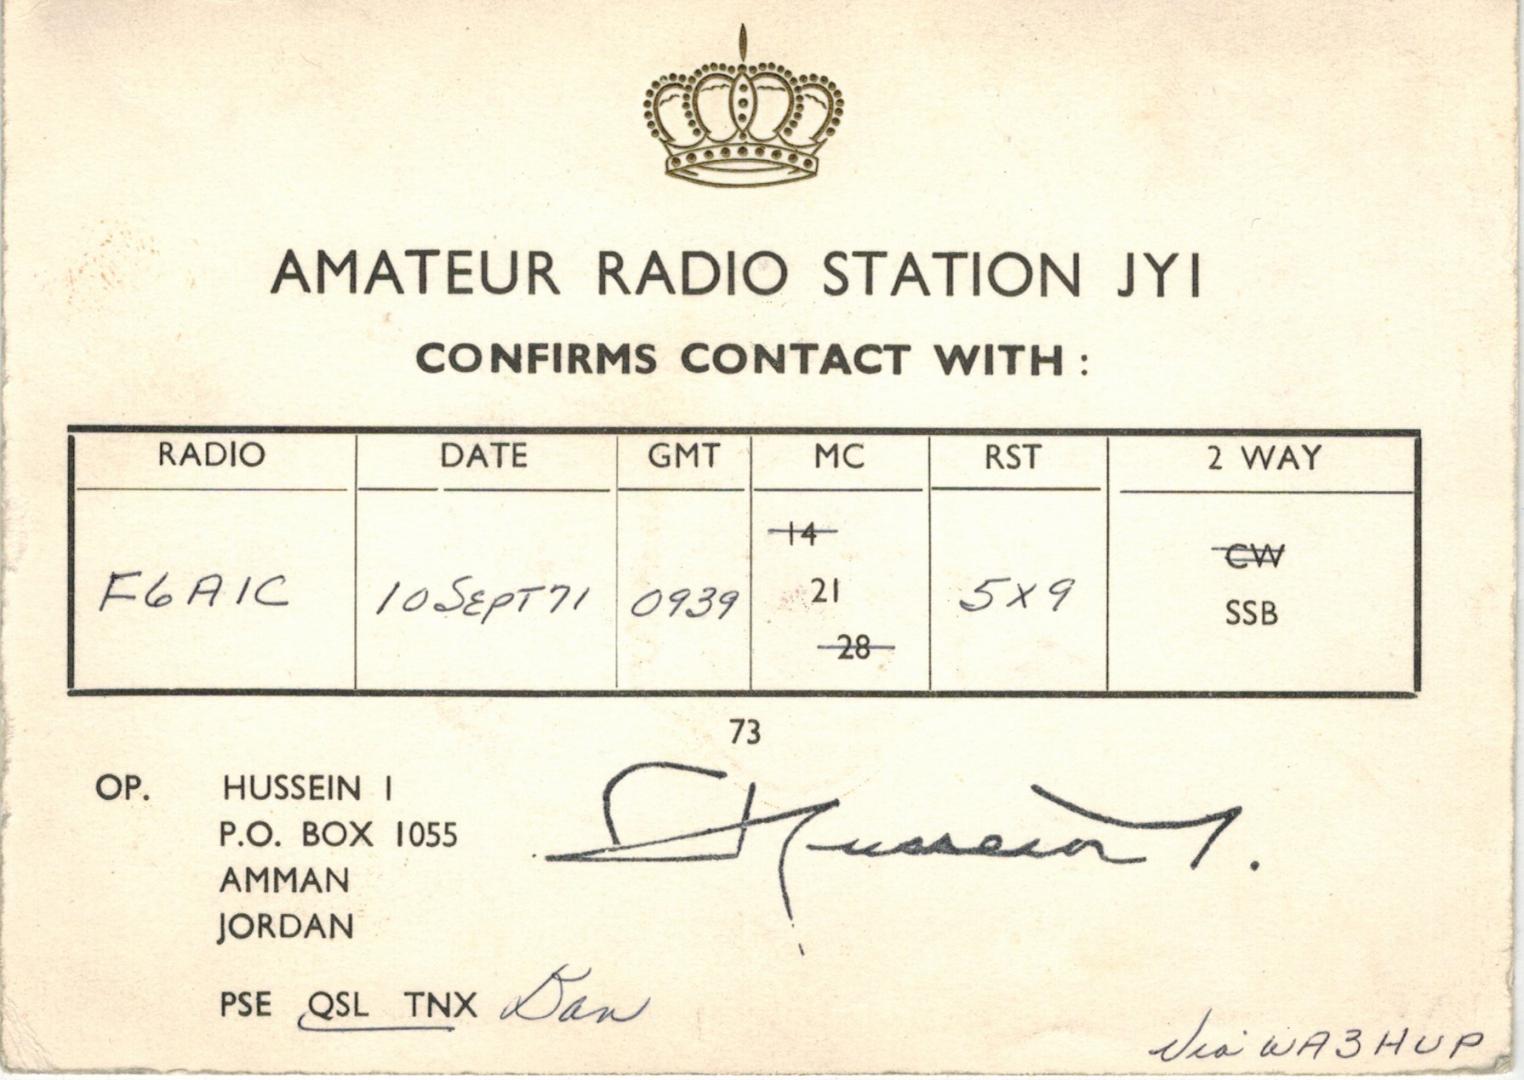 AMATEUR RADIO STATION JY1
CONFIRMS CONTACT WITH :
RADIO DATE GMT MC RST 2 WAY
14
CW
F6AIC 10 SEPT 71 0939 21 5X9 SSB
28
73
OP. HUSSEIN I
P.O. BOX 1055
AMMAN
JORDAN
Hussein I.
PSE QSL TNX Dan
Via WA3HUP